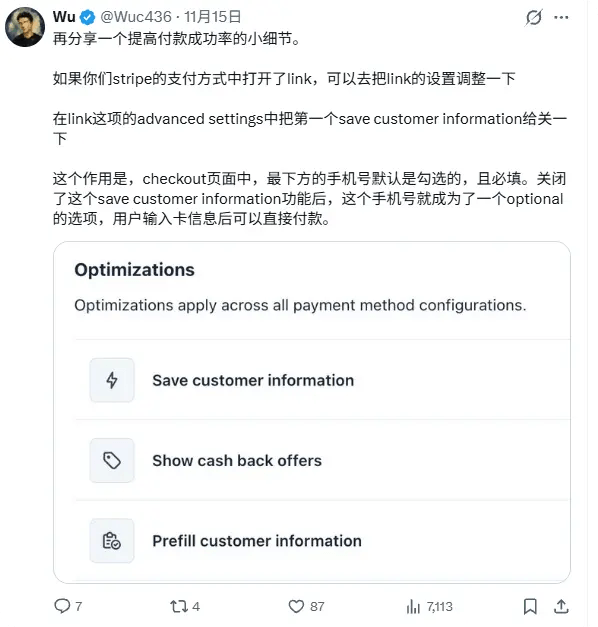 Wu @Wuc436 · 11月15日
再分享一个提高付款成功率的小细节。
如果你们stripe的支付方式中打开了link，可以去把link的设置调整一下
在link这项的advanced settings中把第一个save customer information给关一
下
这个作用是，checkout页面中，最下方的手机号默认是勾选的，且必填。关闭
了这个save customer information功能后，这个手机号就成为了一个optional
的选项，用户输入卡信息后可以直接付款。
Optimizations
Optimizations apply across all payment method configurations.
Save customer information
Show cash back offers
Prefill customer information
7 4 87 7,113